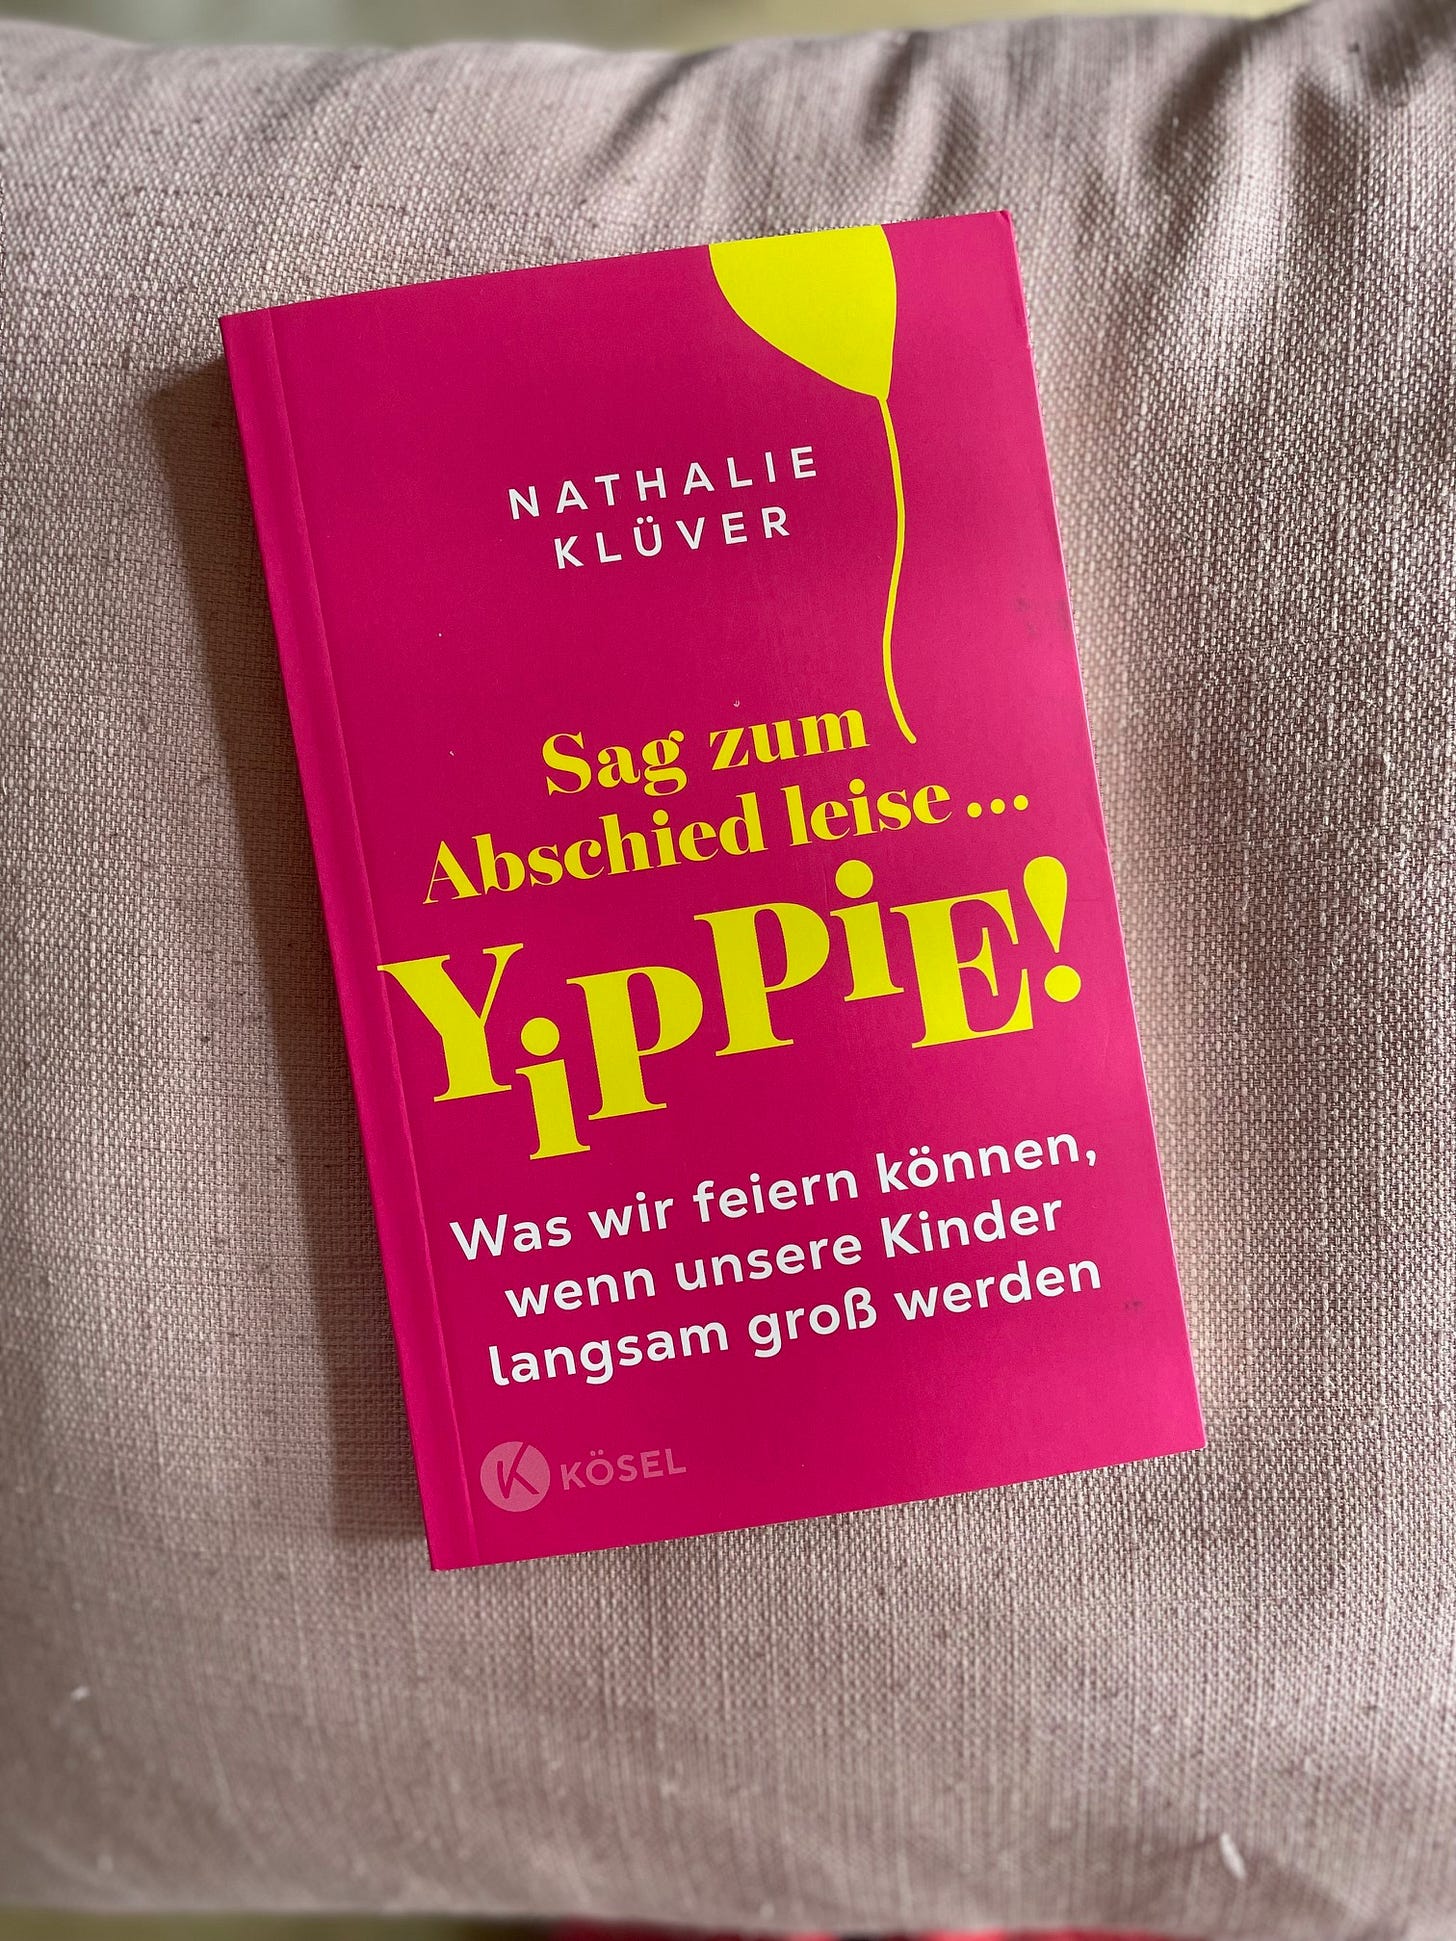 NATHALIE
KLÜVER
Sag zum
Abschied leise ...
YiPPiE!
Was wir feiern können,
wenn unsere Kinder
langsam groß werden
K KÖSEL